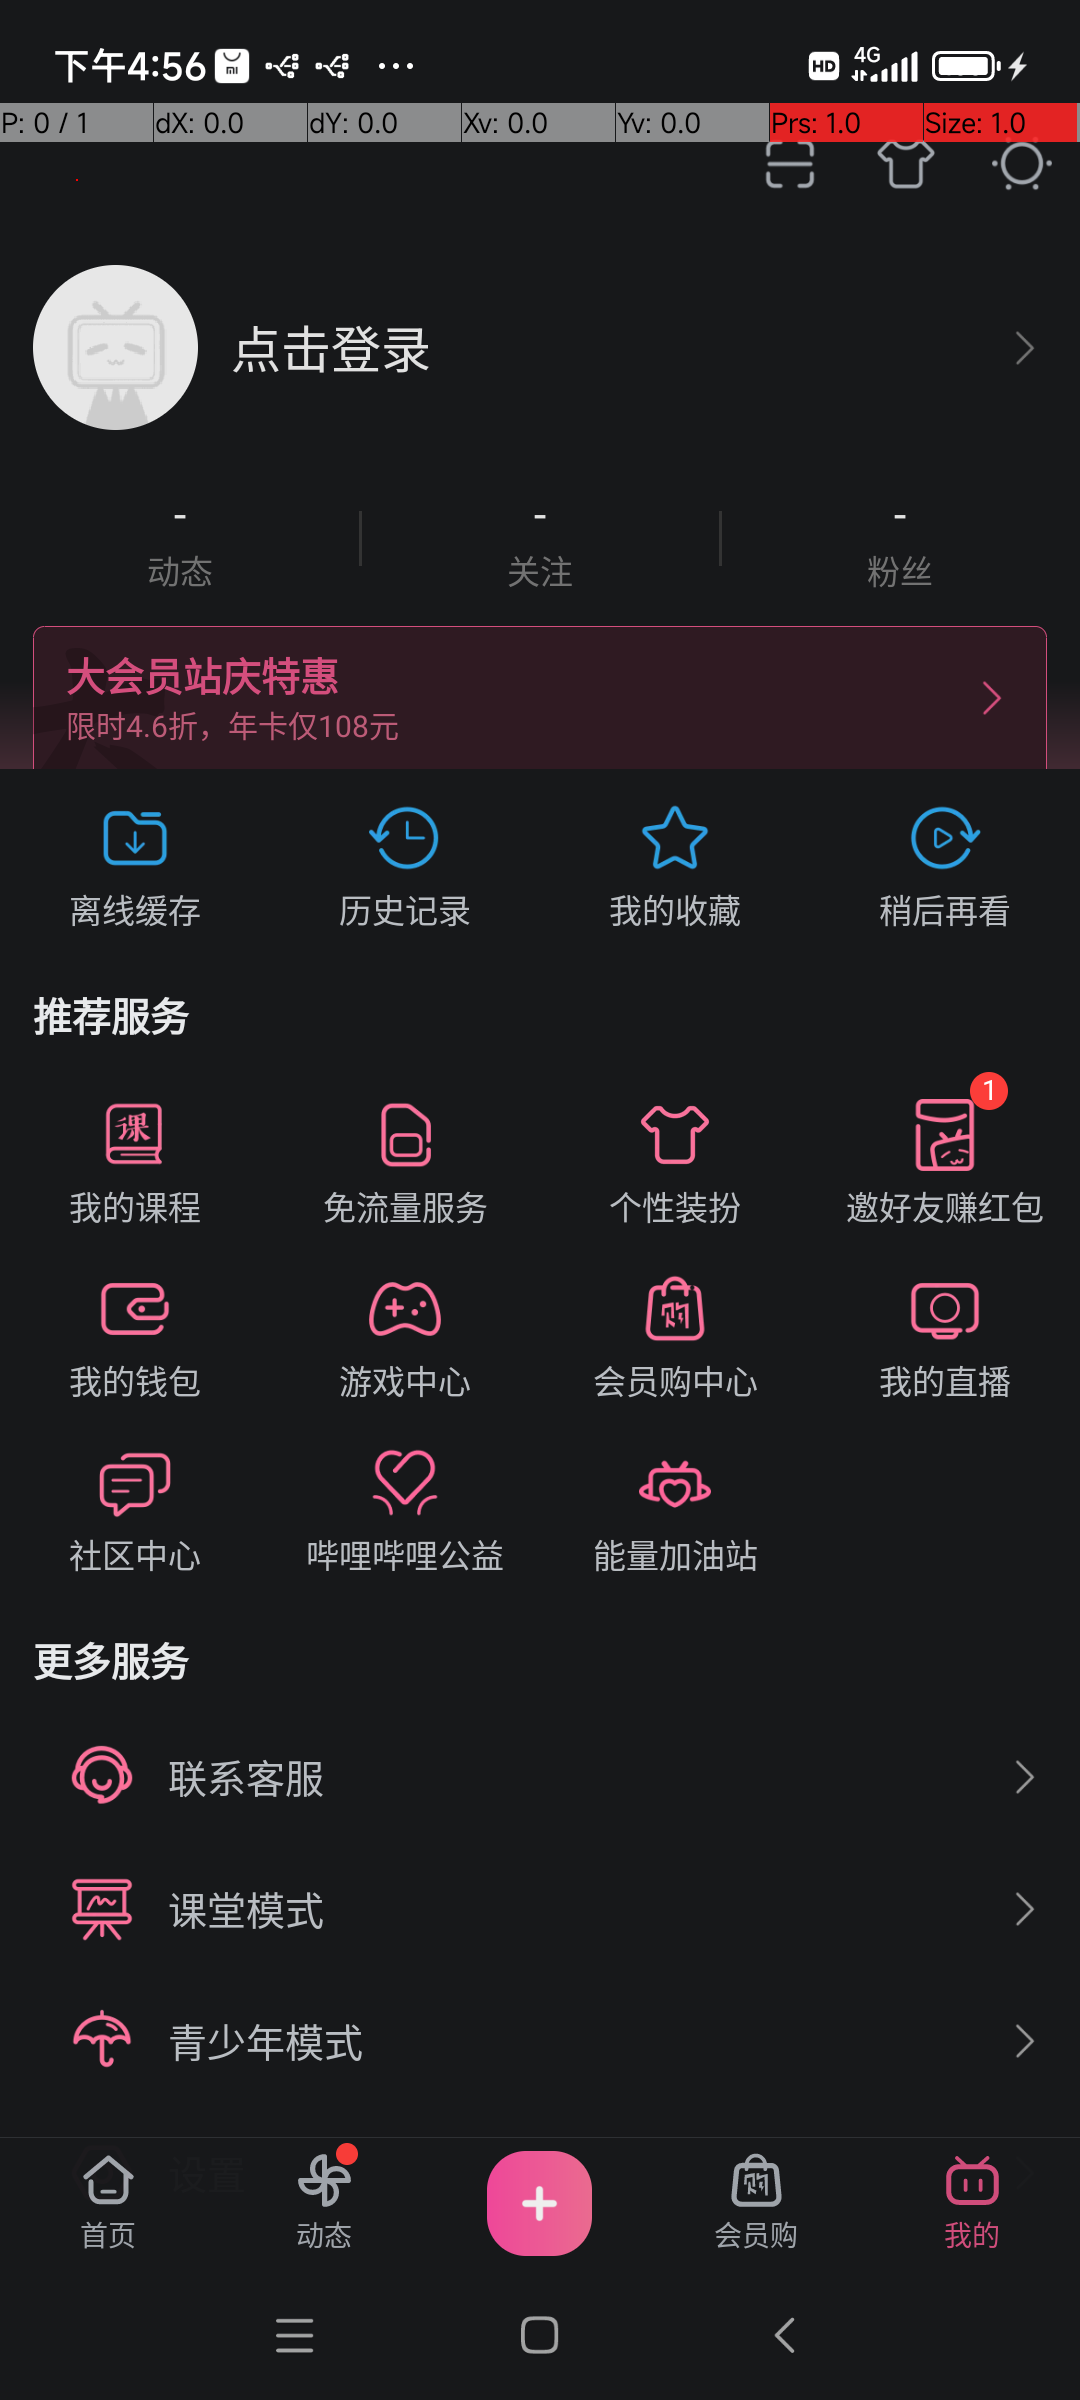 下午4:56 mi ... HD 4G
P: 0 / 1 dX: 0.0 dY: 0.0 Xv: 0.0 Yv: 0.0 Prs: 1.0 Size: 1.0
点击登录
- - -
动态 关注 粉丝
大会员站庆特惠
限时4.6折，年卡仅108元
离线缓存 历史记录 我的收藏 稍后再看
推荐服务
课 1
我的课程 免流量服务 个性装扮 邀好友赚红包
我的钱包 游戏中心 会员购中心 我的直播
社区中心 哔哩哔哩公益 能量加油站
更多服务
联系客服
课堂模式
青少年模式
设置
首页 动态 会员购 我的